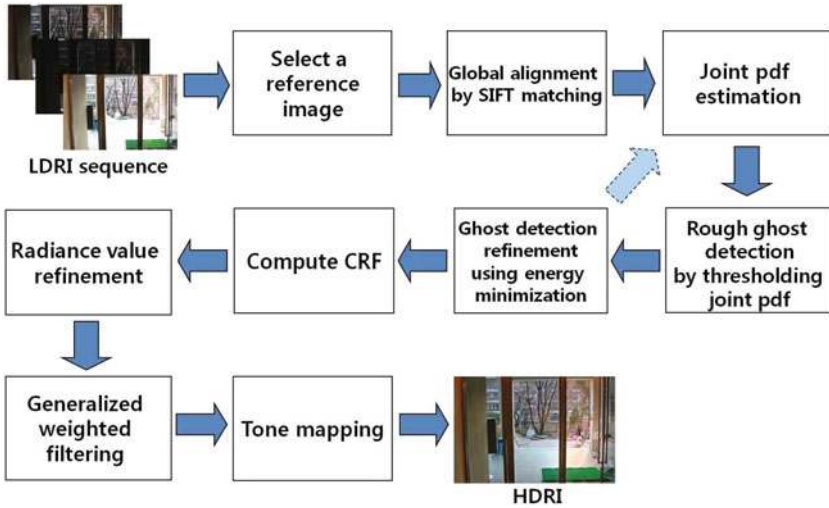 LDRI sequence
Select a
reference
image
Global alignment
by SIFT matching
Joint pdf
estimation
Rough ghost
detection
by thresholding
joint pdf
Ghost detection
refinement
using energy
minimization
Compute CRF
Radiance value
refinement
Generalized
weighted
filtering
Tone mapping
HDRI